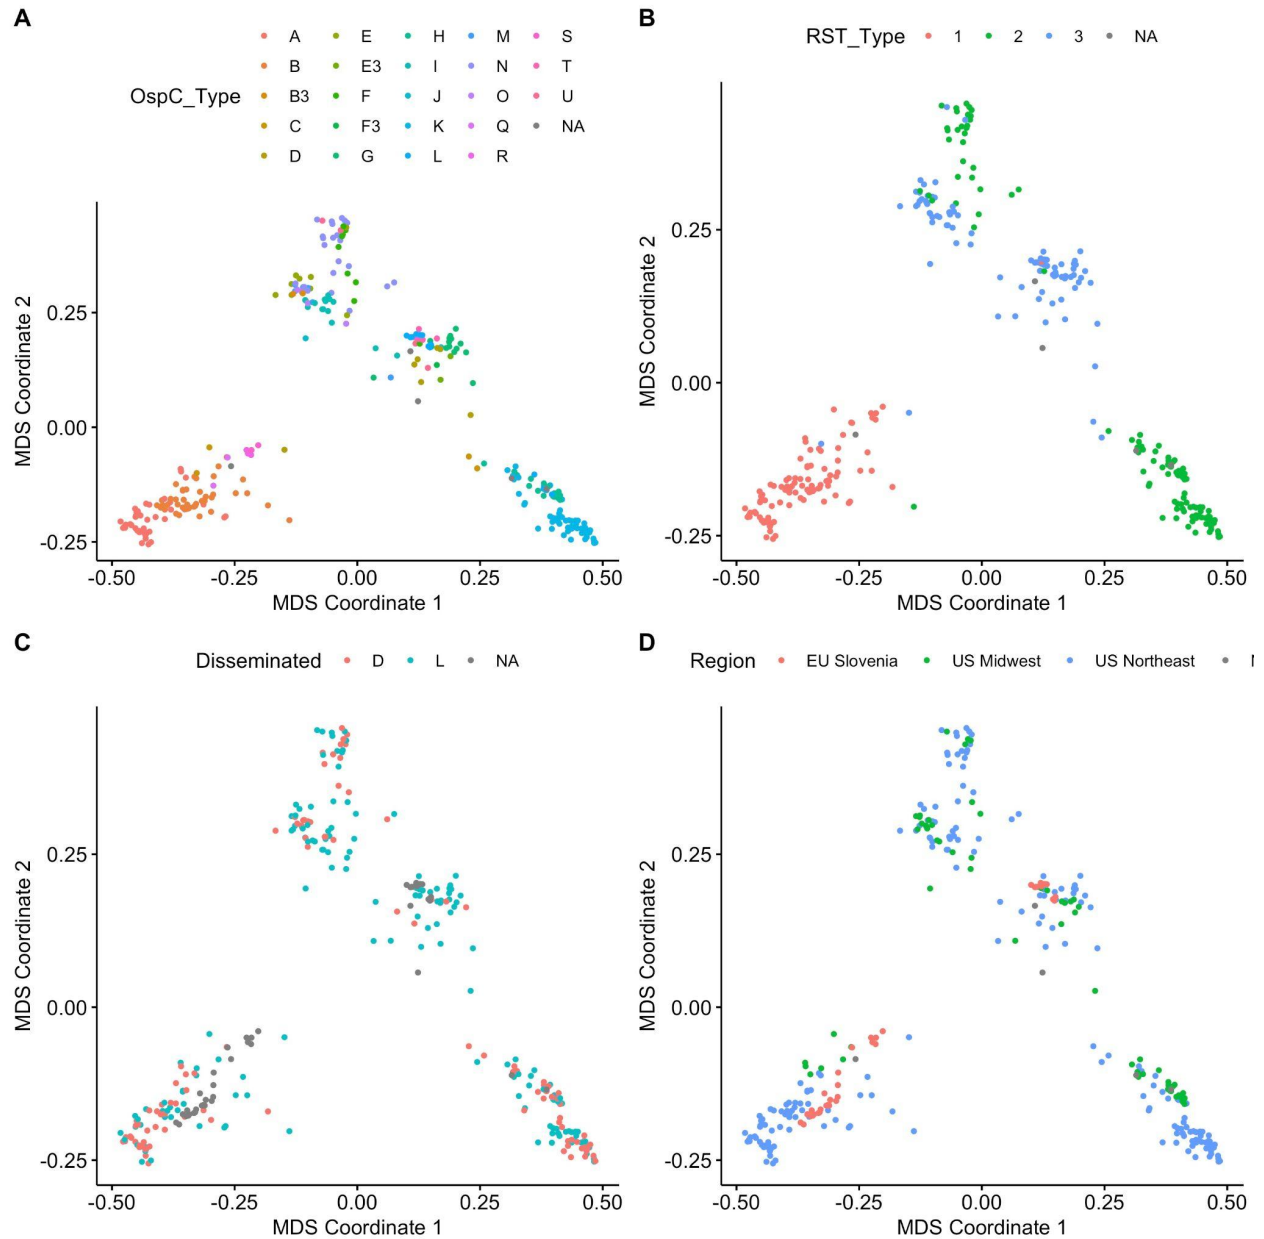 A
A E H M S
B E3 I N T
OspC_Type B3 F J O U
C F3 K Q NA
D G L R
MDS Coordinate 2
0.25
0.00
-0.25
-0.50 -0.25 0.00 0.25 0.50
MDS Coordinate 1
B
RST_Type 1 2 3 NA
MDS Coordinate 2
0.25
0.00
-0.25
-0.50 -0.25 0.00 0.25 0.50
MDS Coordinate 1
C
Disseminated D L NA
MDS Coordinate 2
0.25
0.00
-0.25
-0.50 -0.25 0.00 0.25 0.50
MDS Coordinate 1
D
Region EU Slovenia US Midwest US Northeast
MDS Coordinate 2
0.25
0.00
-0.25
-0.50 -0.25 0.00 0.25 0.50
MDS Coordinate 1